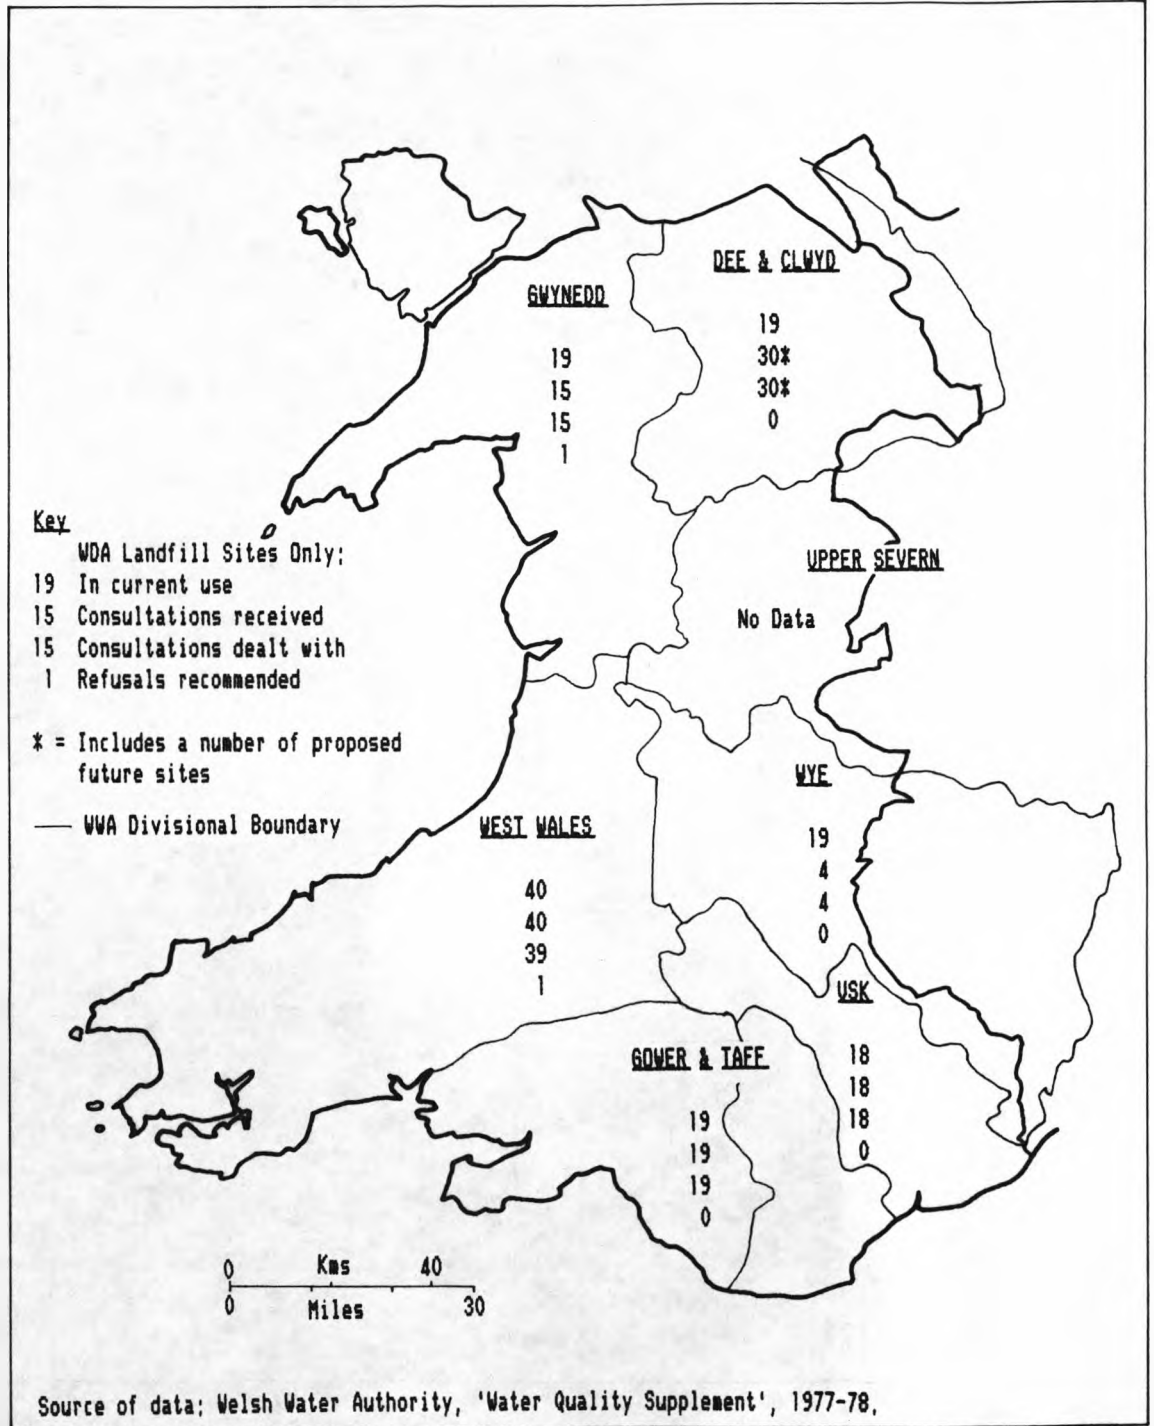 DEE & CLWYD
19
30*
30*
0
GWYNEDD
19
15
15
1
Key
WDA Landfill Sites Only:
19 In current use
15 Consultations received
15 Consultations dealt with
1 Refusals recommended
* = Includes a number of proposed
future sites
WWA Divisional Boundary
UPPER SEVERN
No Data
WYE
19
4
4
0
WEST WALES
40
40
39
1
USK
18
18
18
0
GOWER & TAFF
19
19
19
0
0 Kms 40
0 Miles 30
Source of data: Welsh Water Authority, 'Water Quality Supplement', 1977-78.